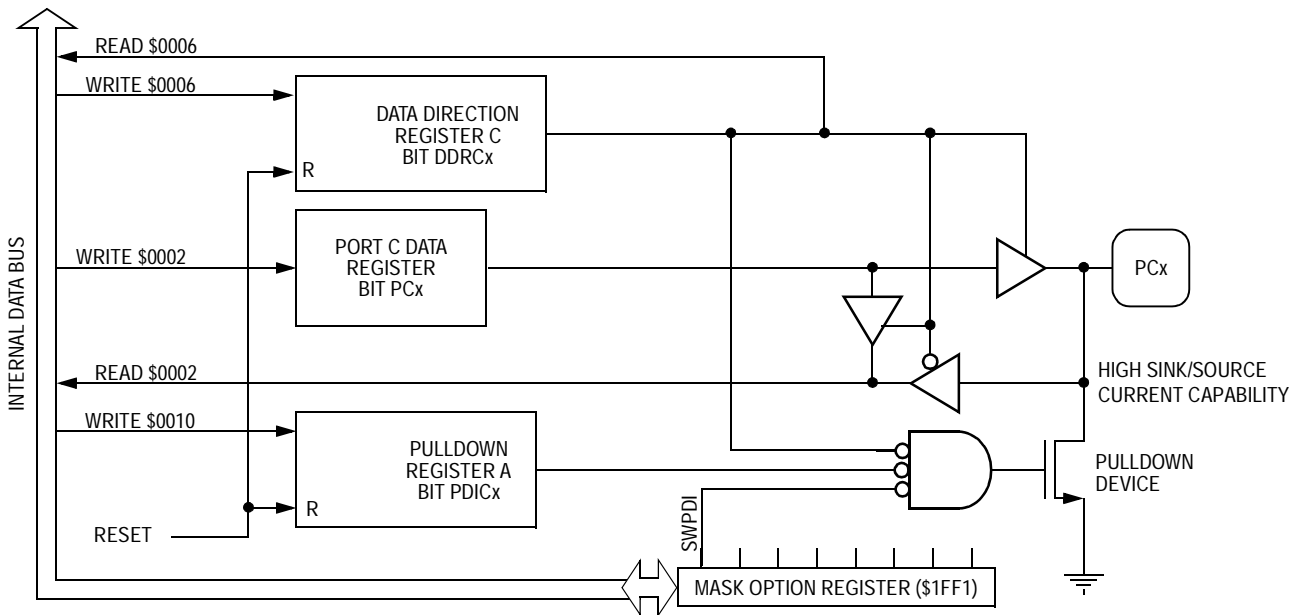 READ $0006
WRITE $0006
DATA DIRECTION
REGISTER C
BIT DDRCx
R
INTERNAL DATA BUS
WRITE $0002
PORT C DATA
REGISTER
BIT PCx
PCx
READ $0002
HIGH SINK/SOURCE
CURRENT CAPABILITY
WRITE $0010
PULLDOWN
REGISTER A
BIT PDICx
R
PULLDOWN
DEVICE
RESET
SWPDI
MASK OPTION REGISTER ($1FF1)